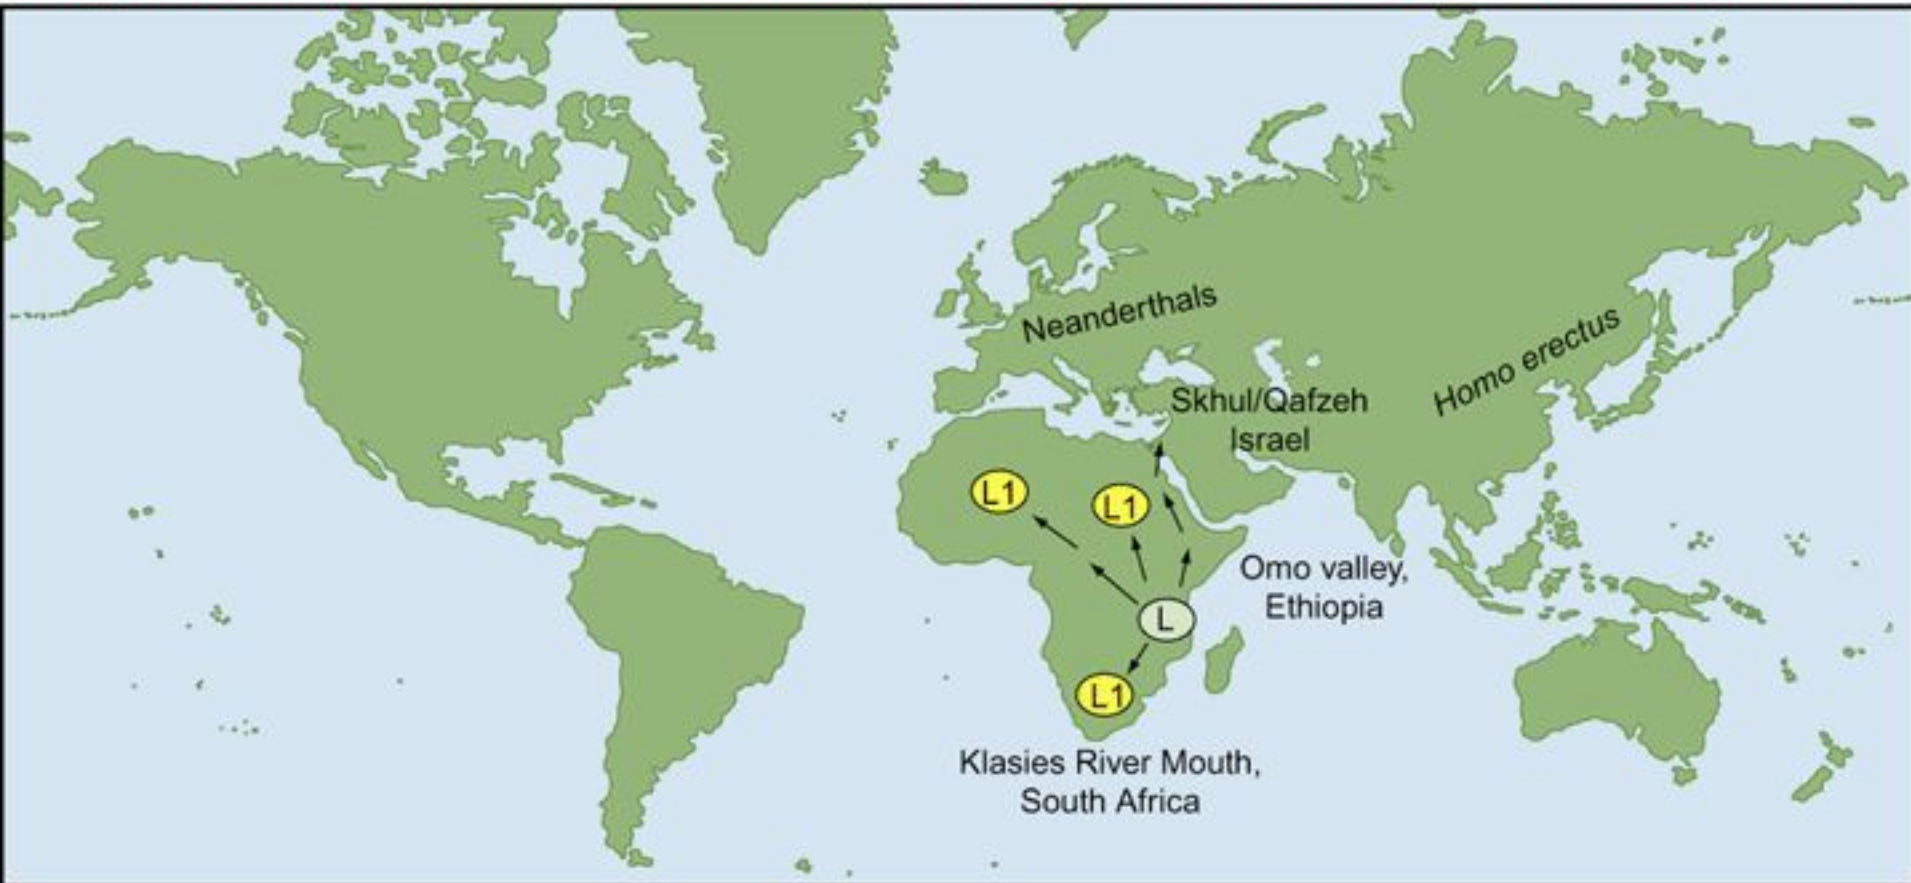 Neanderthals
Homo erectus
Skhul/Qafzeh
Israel
L1
L1
Omo valley,
Ethiopia
L
L1
Klasies River Mouth,
South Africa